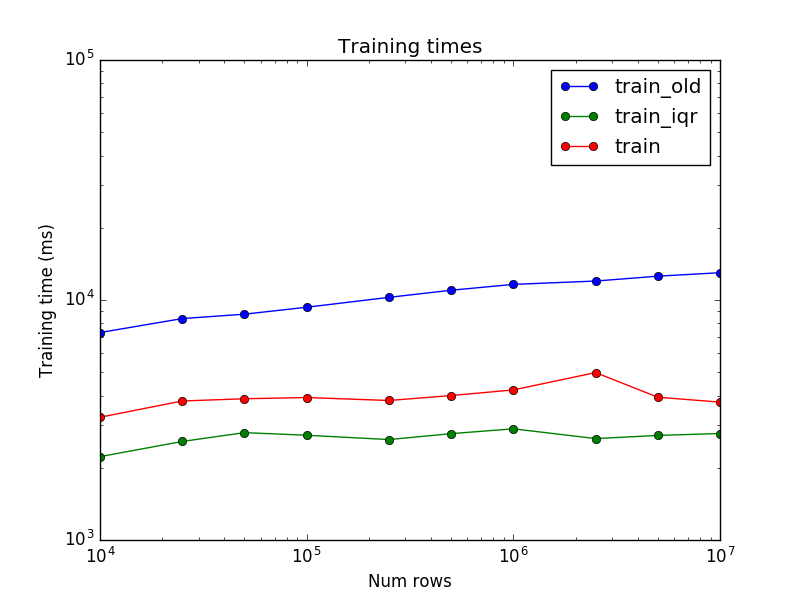 Training times
10^5
train_old
train_iqr
train
Training time (ms)
10^4
10^3
10^4 10^5 10^6 10^7
Num rows